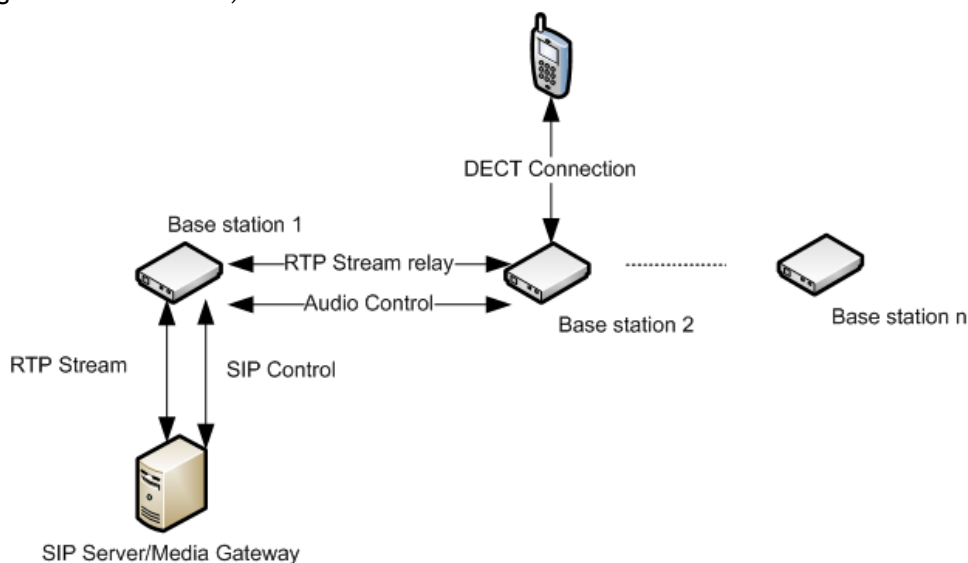 DECT Connection
Base station 1
RTP Stream relay
Audio Control
Base station 2
Base station n
RTP Stream
SIP Control
SIP Server/Media Gateway